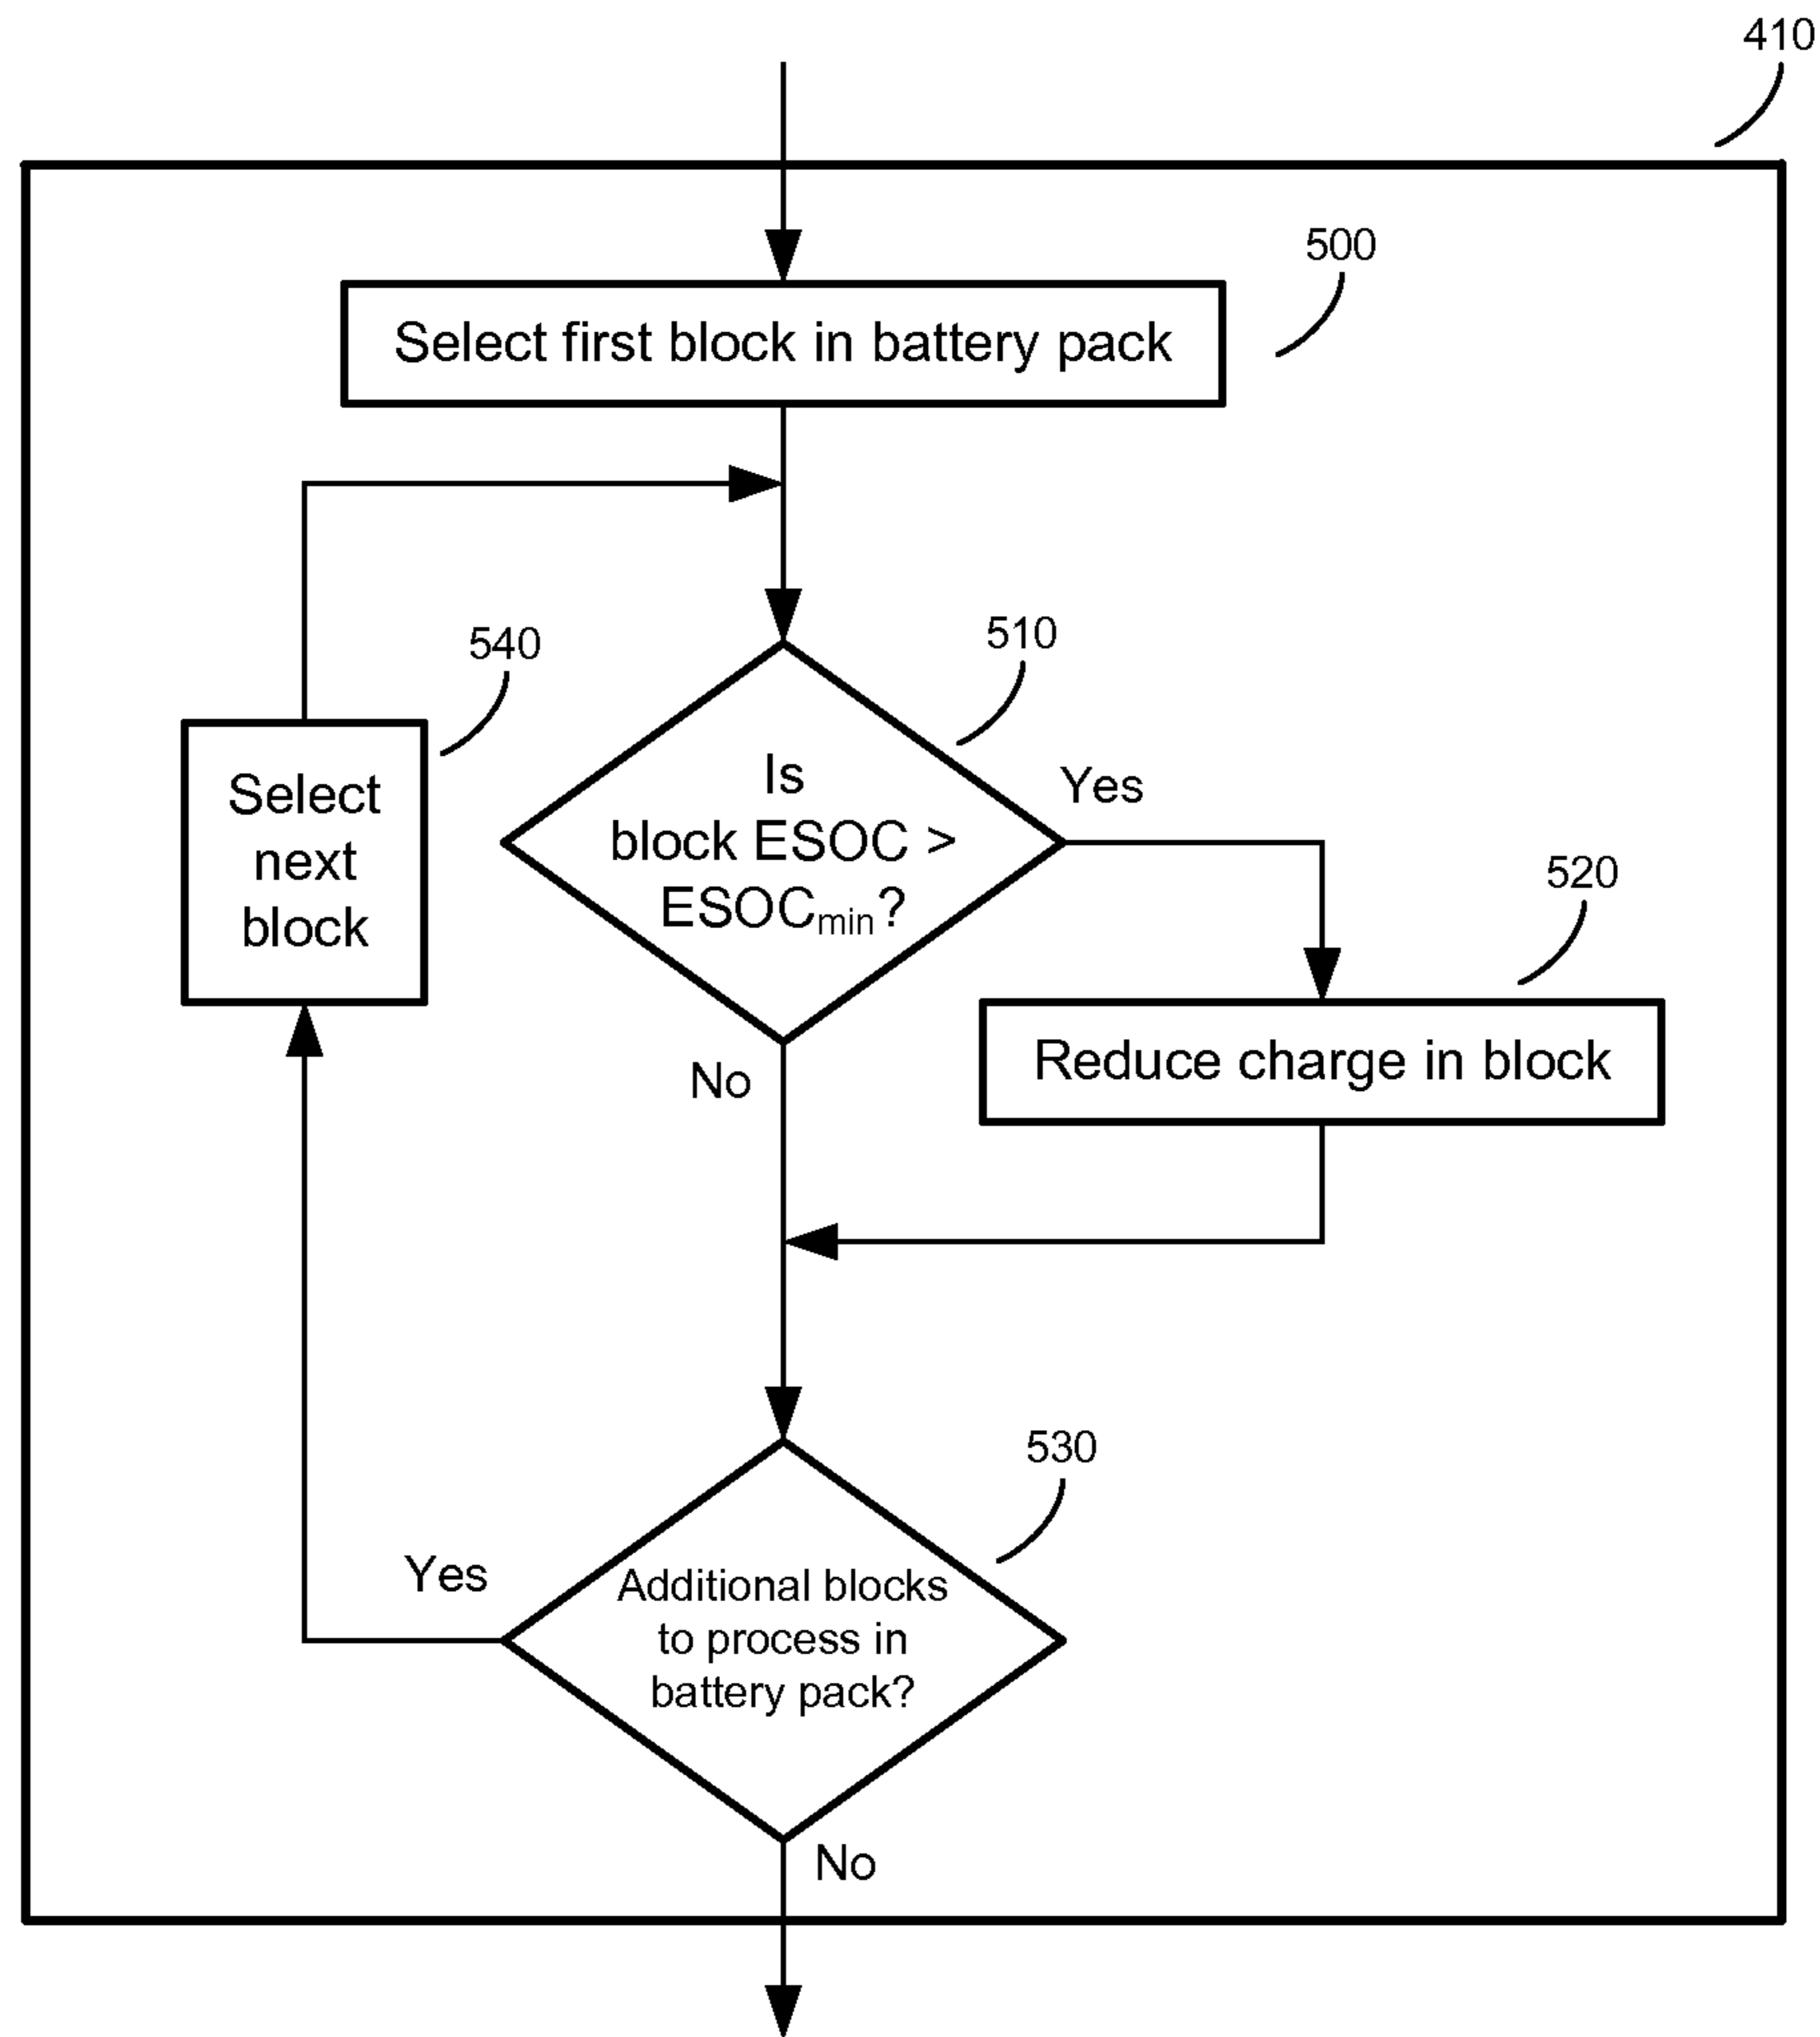 410
500
Select first block in battery pack
540
510
Select
next
block
Is
block ESOC >
ESOCmin?
Yes
520
Reduce charge in block
No
530
Yes
Additional blocks
to process in
battery pack?
No